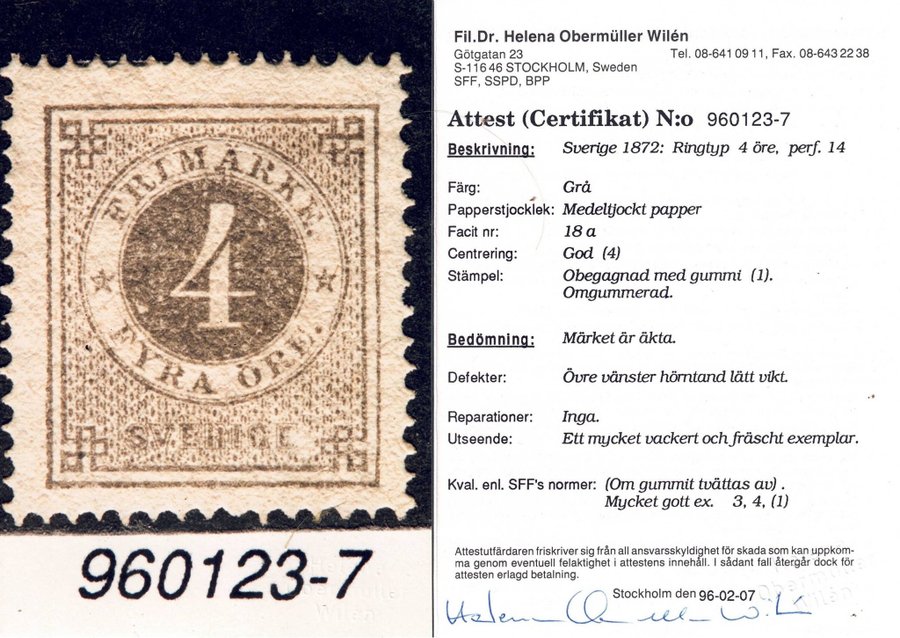 FRIMÄRKE.
4
FYRA ÖRE.
SVERIGE
960123-7
Fil.Dr. Helena Obermüller Wilén
Götgatan 23 Tel. 08-641 09 11, Fax. 08-643 22 38
S-116 46 STOCKHOLM, Sweden
SFF, SSPD, BPP
Attest (Certifikat) N:o 960123-7
Beskrivning: Sverige 1872: Ringtyp 4 öre, perf. 14
Färg: Grå
Papperstjocklek: Medeltjockt papper
Facit nr: 18 a
Centrering: God (4)
Stämpel: Obegagnad med gummi (1).
Omgummerad.
Bedömning: Märket är äkta.
Defekter: Övre vänster hörntand lätt vikt.
Reparationer: Inga.
Utseende: Ett mycket vackert och fräscht exemplar.
Kval. enl. SFF's normer: (Om gummit tvättas av) .
Mycket gott ex. 3, 4, (1)
Attestutfärdaren friskriver sig från all ansvarsskyldighet för skada som kan uppkom-
ma genom eventuell felaktighet i attestens innehåll. I sådant fall återgår dock för
attesten erlagd betalning.
Stockholm den 96-02-07
Helena Obermüller Wilén